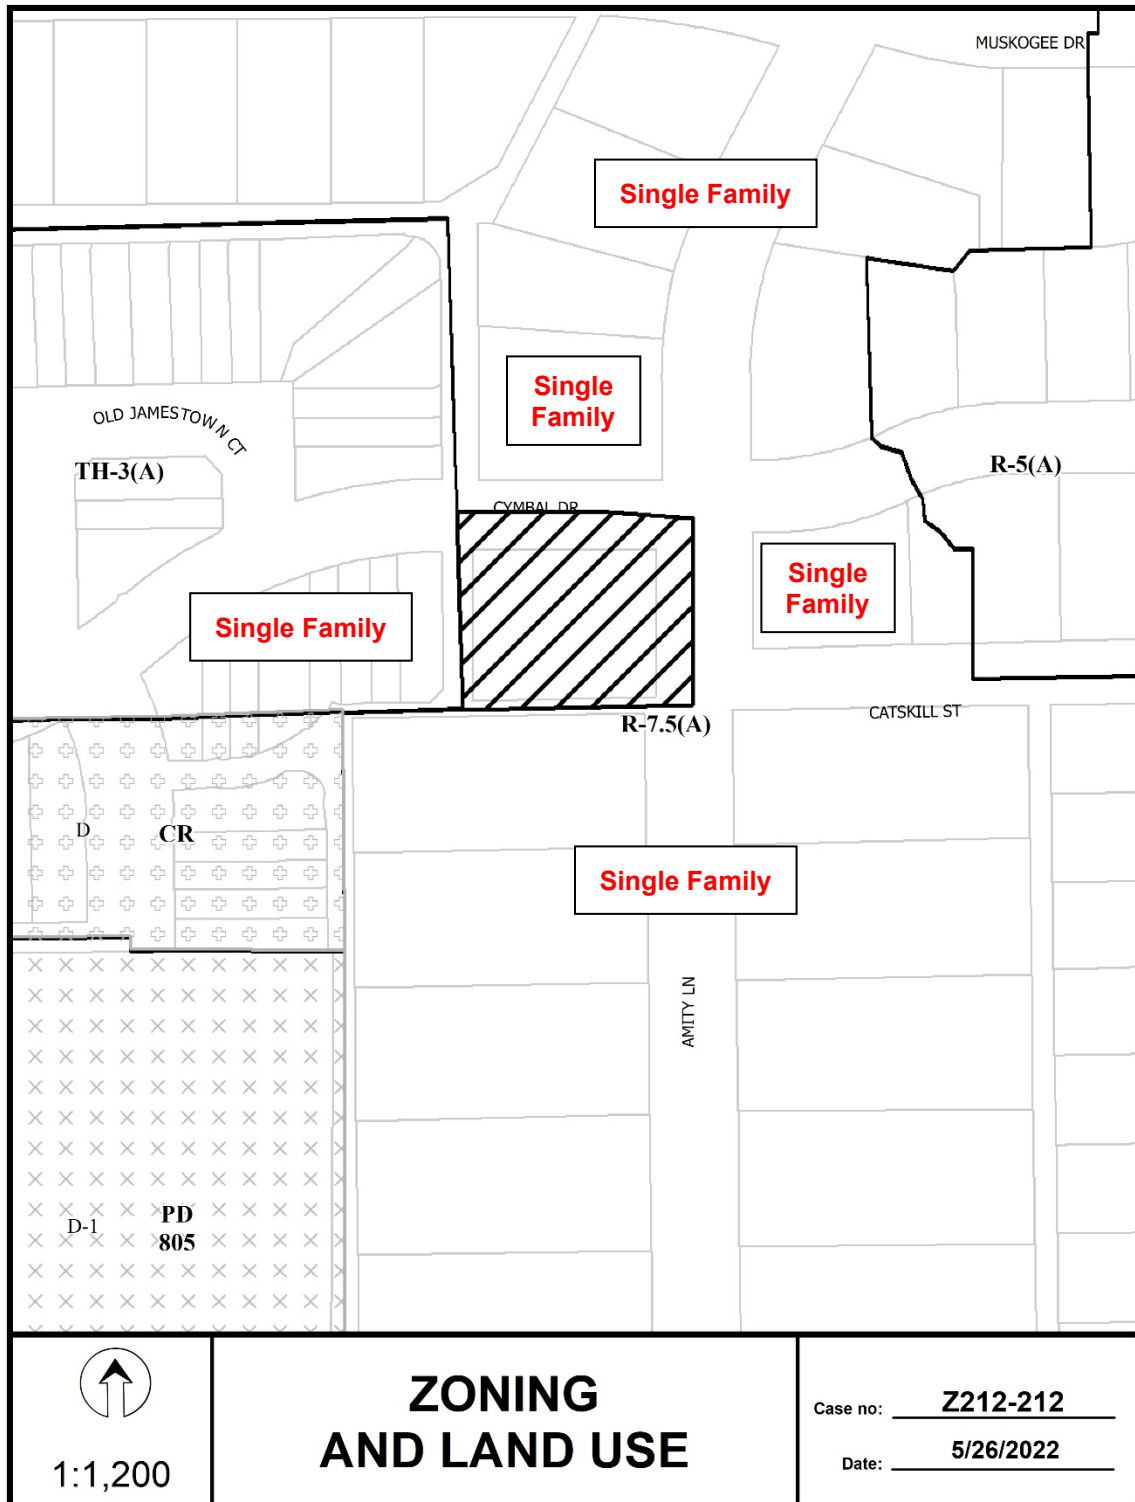 MUSKOGEE DR
Single Family
Single
Family
OLD JAMESTOWN CT
TH-3(A)
R-5(A)
CYMBAL DR
Single
Family
Single Family
R-7.5(A)
CATSKILL ST
D
CR
Single Family
AMITY LN
D-1
PD
805
1:1,200
ZONING
AND LAND USE
Case no: Z212-212
Date: 5/26/2022